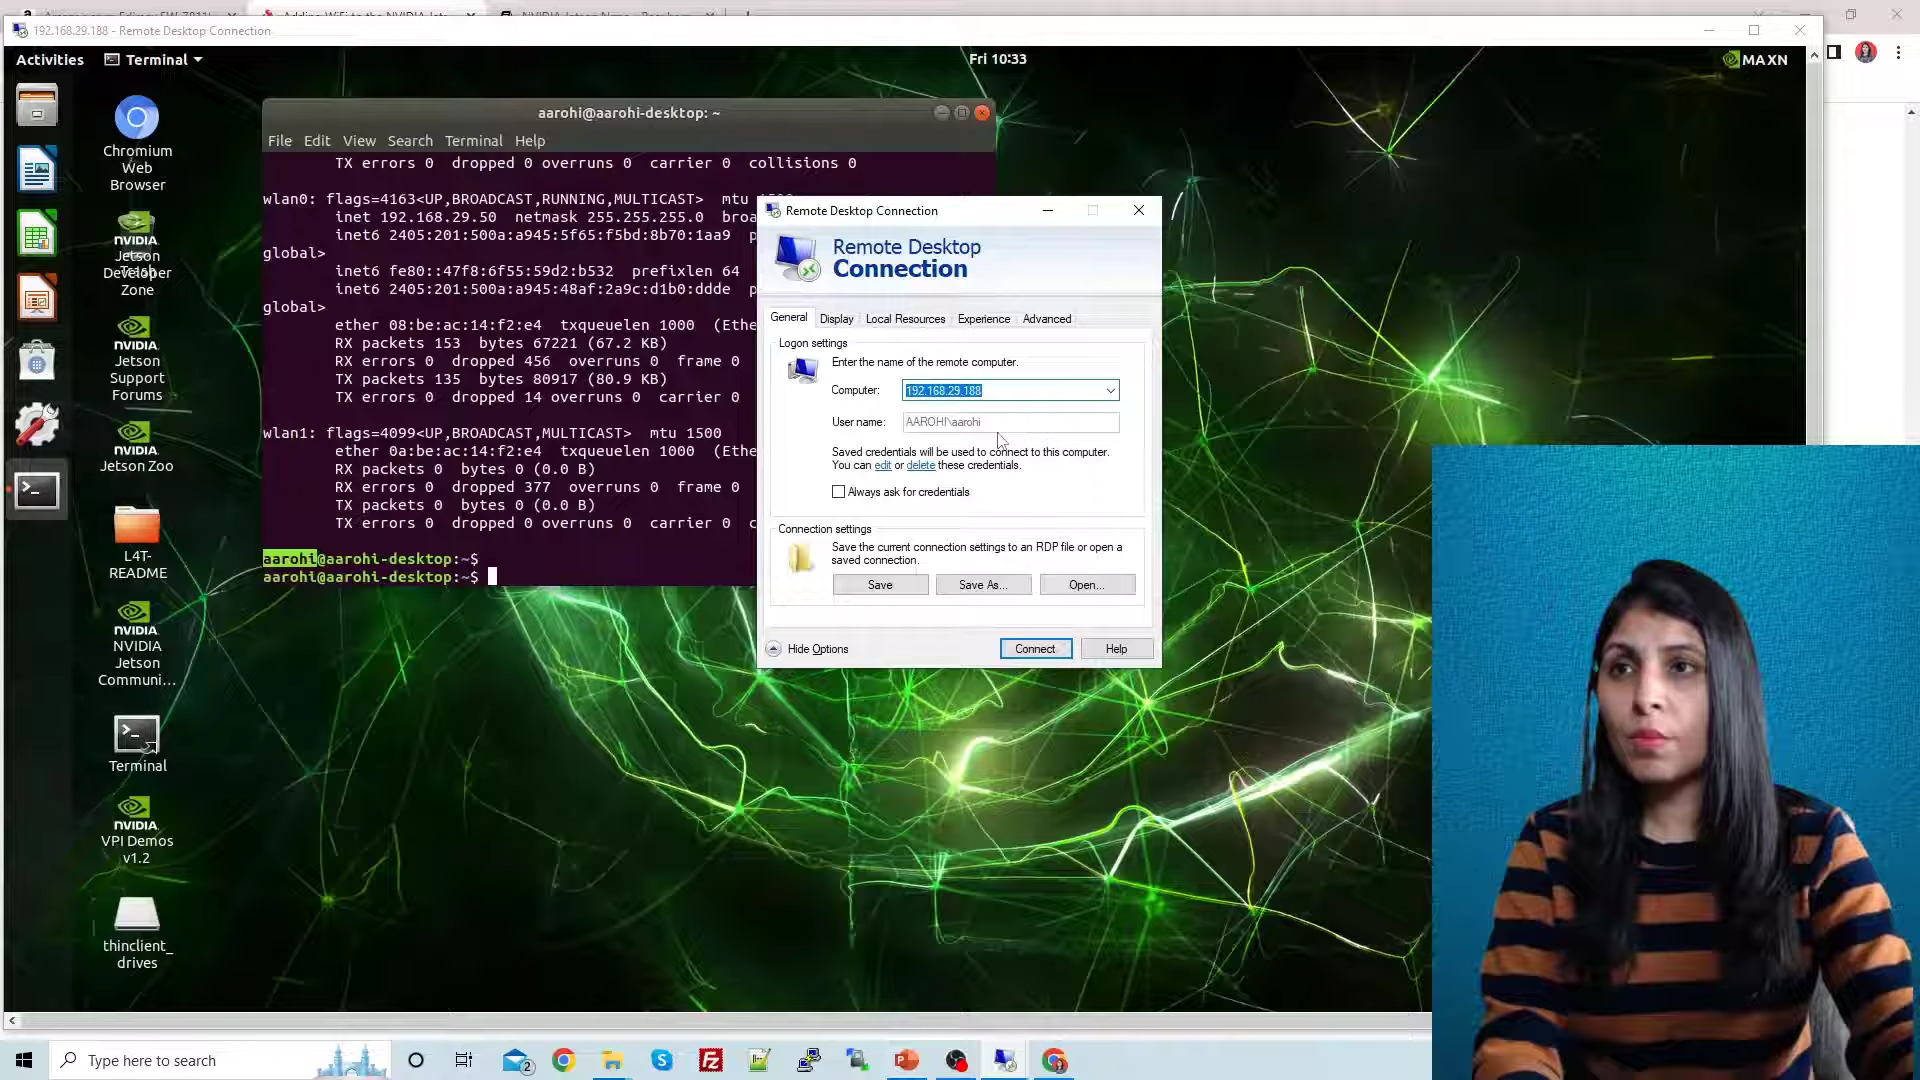 192.168.29.188 - Remote Desktop Connection
Activities
Terminal
Fri 10:33
MAXN
Chromium
Web
Browser
NVIDIA
Jetson
Developer
Zone
NVIDIA.
Jetson
Support
Forums
NVIDIA.
Jetson Zoo
L4T-
README
NVIDIA.
NVIDIA
Jetson
Communi...
Terminal
NVIDIA.
VPI Demos
v1.2
thinclient_
drives
aarohi@aarohi-desktop: ~
File Edit View Search Terminal Help
TX errors 0 dropped 0 overruns 0 carrier 0 collisions 0
wlan0: flags=4163<UP,BROADCAST,RUNNING,MULTICAST> mtu
inet 192.168.29.50 netmask 255.255.255.0 broa
inet6 2405:201:500a:a945:5f65:f5bd:8b70:1aa9 p
global>
inet6 fe80::47f8:6f55:59d2:b532 prefixlen 64
inet6 2405:201:500a:a945:48af:2a9c:d1b0:ddde p
global>
ether 08:be:ac:14:f2:e4 txqueuelen 1000 (Ethe
RX packets 153 bytes 67221 (67.2 KB)
RX errors 0 dropped 456 overruns 0 frame 0
TX packets 135 bytes 80917 (80.9 KB)
TX errors 0 dropped 14 overruns 0 carrier 0
wlan1: flags=4099<UP,BROADCAST,MULTICAST> mtu 1500
ether 0a:be:ac:14:f2:e4 txqueuelen 1000 (Ethe
RX packets 0 bytes 0 (0.0 B)
RX errors 0 dropped 377 overruns 0 frame 0
TX packets 0 bytes 0 (0.0 B)
TX errors 0 dropped 0 overruns 0 carrier 0 c
aarohi@aarohi-desktop:~$
aarohi@aarohi-desktop:~$
Remote Desktop Connection
Remote Desktop
Connection
General Display Local Resources Experience Advanced
Logon settings
Enter the name of the remote computer.
Computer: 192.168.29.188
User name: AAROHI\aarohi
Saved credentials will be used to connect to this computer.
You can edit or delete these credentials.
Always ask for credentials
Connection settings
Save the current connection settings to an RDP file or open a
saved connection.
Save Save As... Open...
Hide Options Connect Help
Type here to search
2